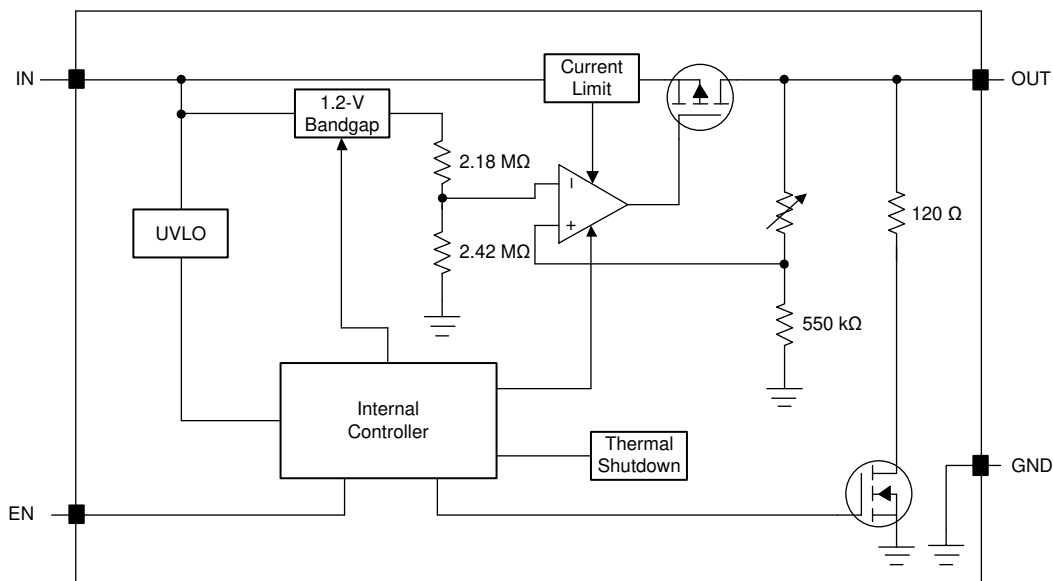 IN
Current
Limit
OUT
1.2-V
Bandgap
2.18 MΩ
120 Ω
UVLO
2.42 MΩ
550 kΩ
Internal
Controller
Thermal
Shutdown
GND
EN